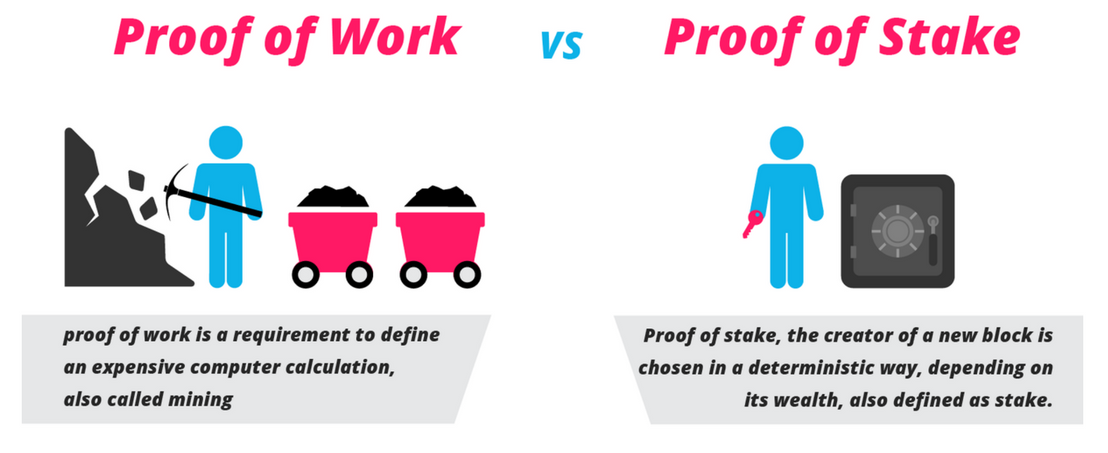 Proof of Work vs Proof of Stake
proof of work is a requirement to define
an expensive computer calculation,
also called mining
Proof of stake, the creator of a new block is
chosen in a deterministic way, depending on
its wealth, also defined as stake.